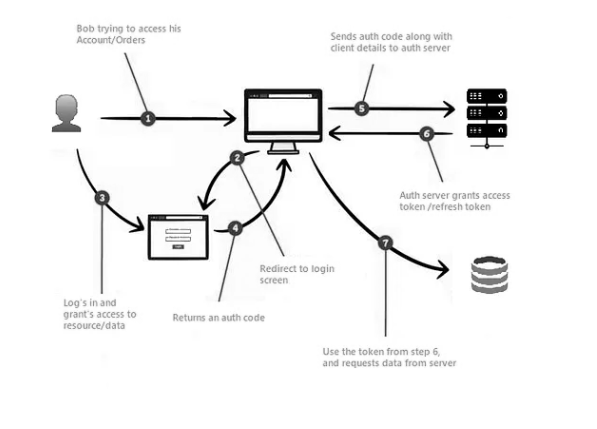 Bob trying to access his
Account/Orders
Sends auth code along with
client details to auth server
1
5
6
2
Auth server grants access
token /refresh token
3
4
7
Redirect to login
screen
Log's in and
grant's access to
resource/data
Returns an auth code
Use the token from step 6,
and requests data from server